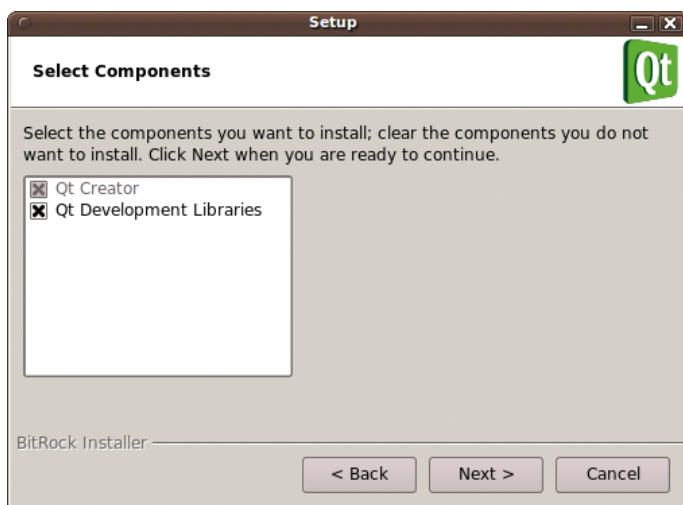 Setup
Select Components
Qt
Select the components you want to install; clear the components you do not
want to install. Click Next when you are ready to continue.
Qt Creator
Qt Development Libraries
BitRock Installer
< Back
Next >
Cancel